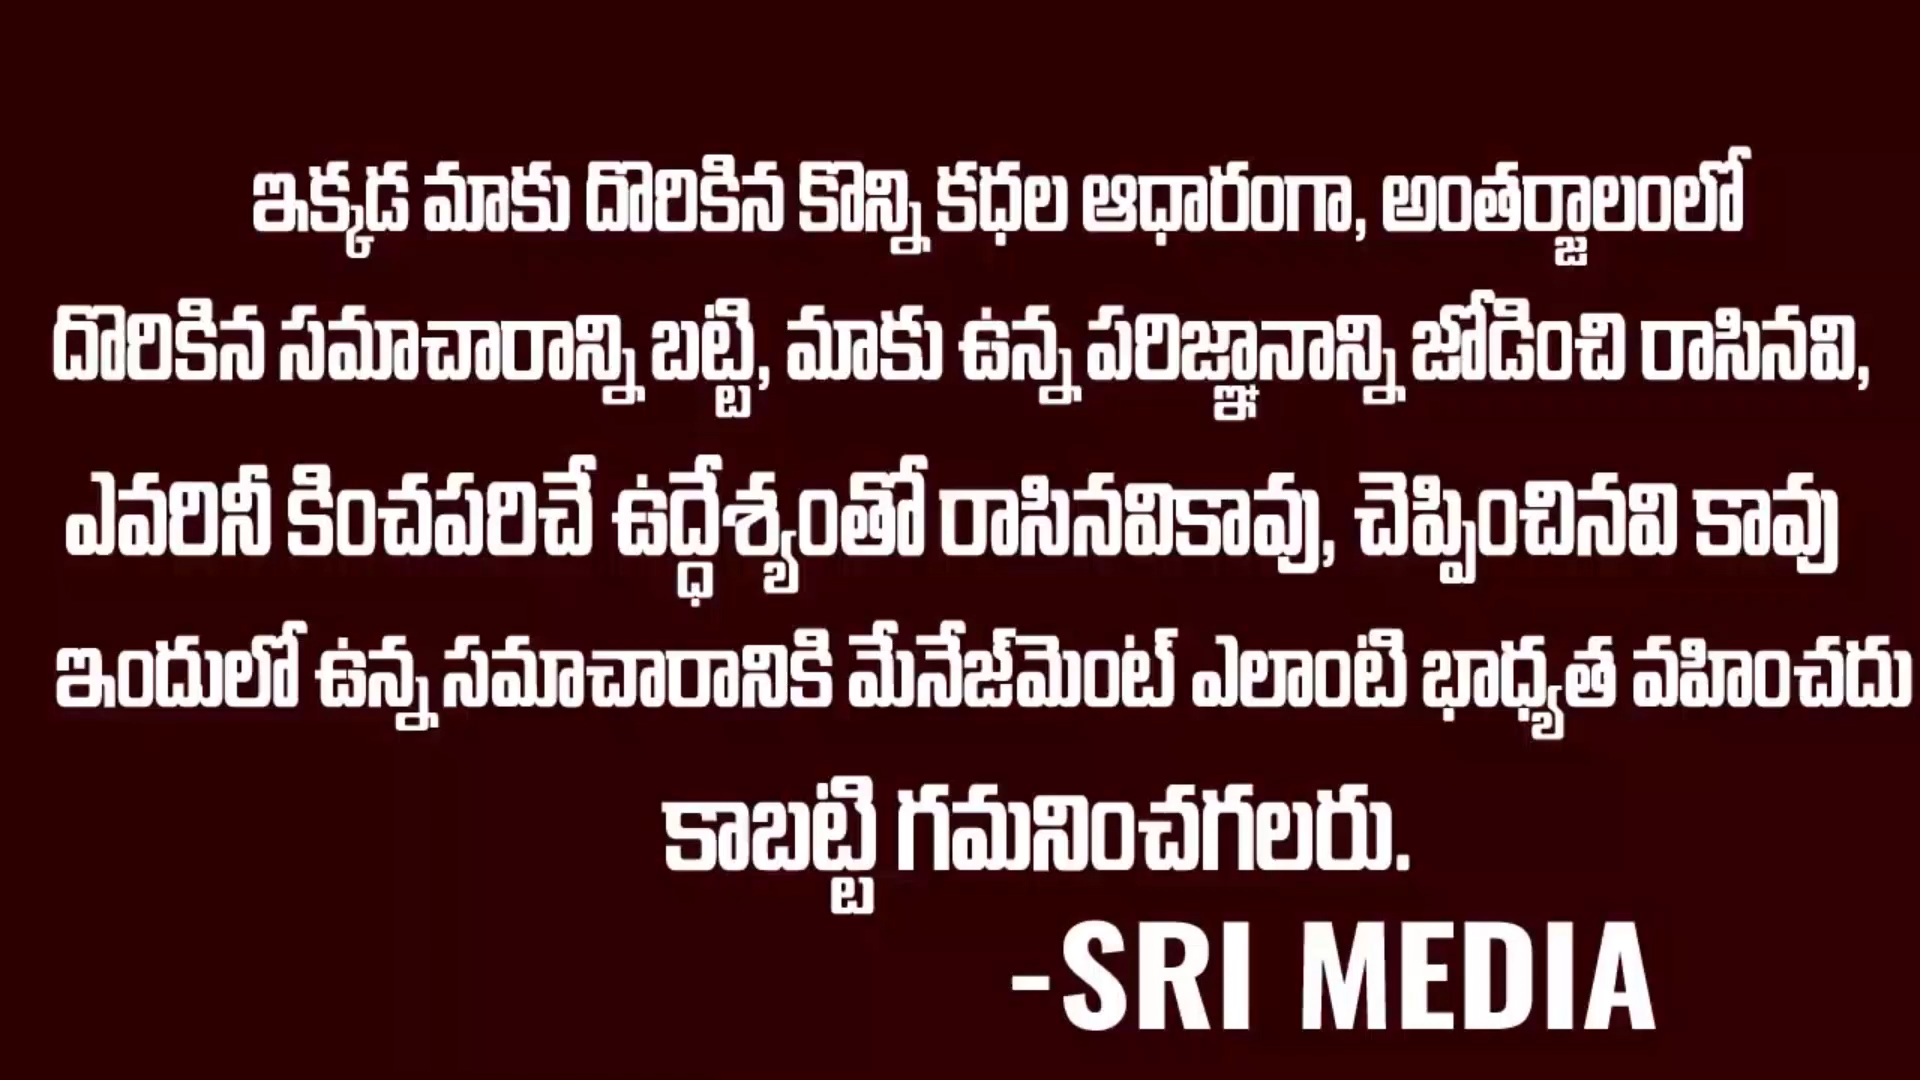 ఇక్కడ మాకు దొరికిన కొన్ని కధల ఆధారంగా, అంతర్జాలంలో
దొరికిన సమాచారాన్ని బట్టి, మాకు ఉన్న పరిజ్ఞానాన్ని జోడించి రాసినవి,
ఎవరినీ కించపరిచే ఉద్ధేశ్యంతో రాసినవికావు, చెప్పించినవి కావు
ఇందులో ఉన్న సమాచారానికి మేనేజ్‌మెంట్ ఎలాంటి భాధ్యత వహించదు
కాబట్టి గమనించగలరు.
-SRI MEDIA